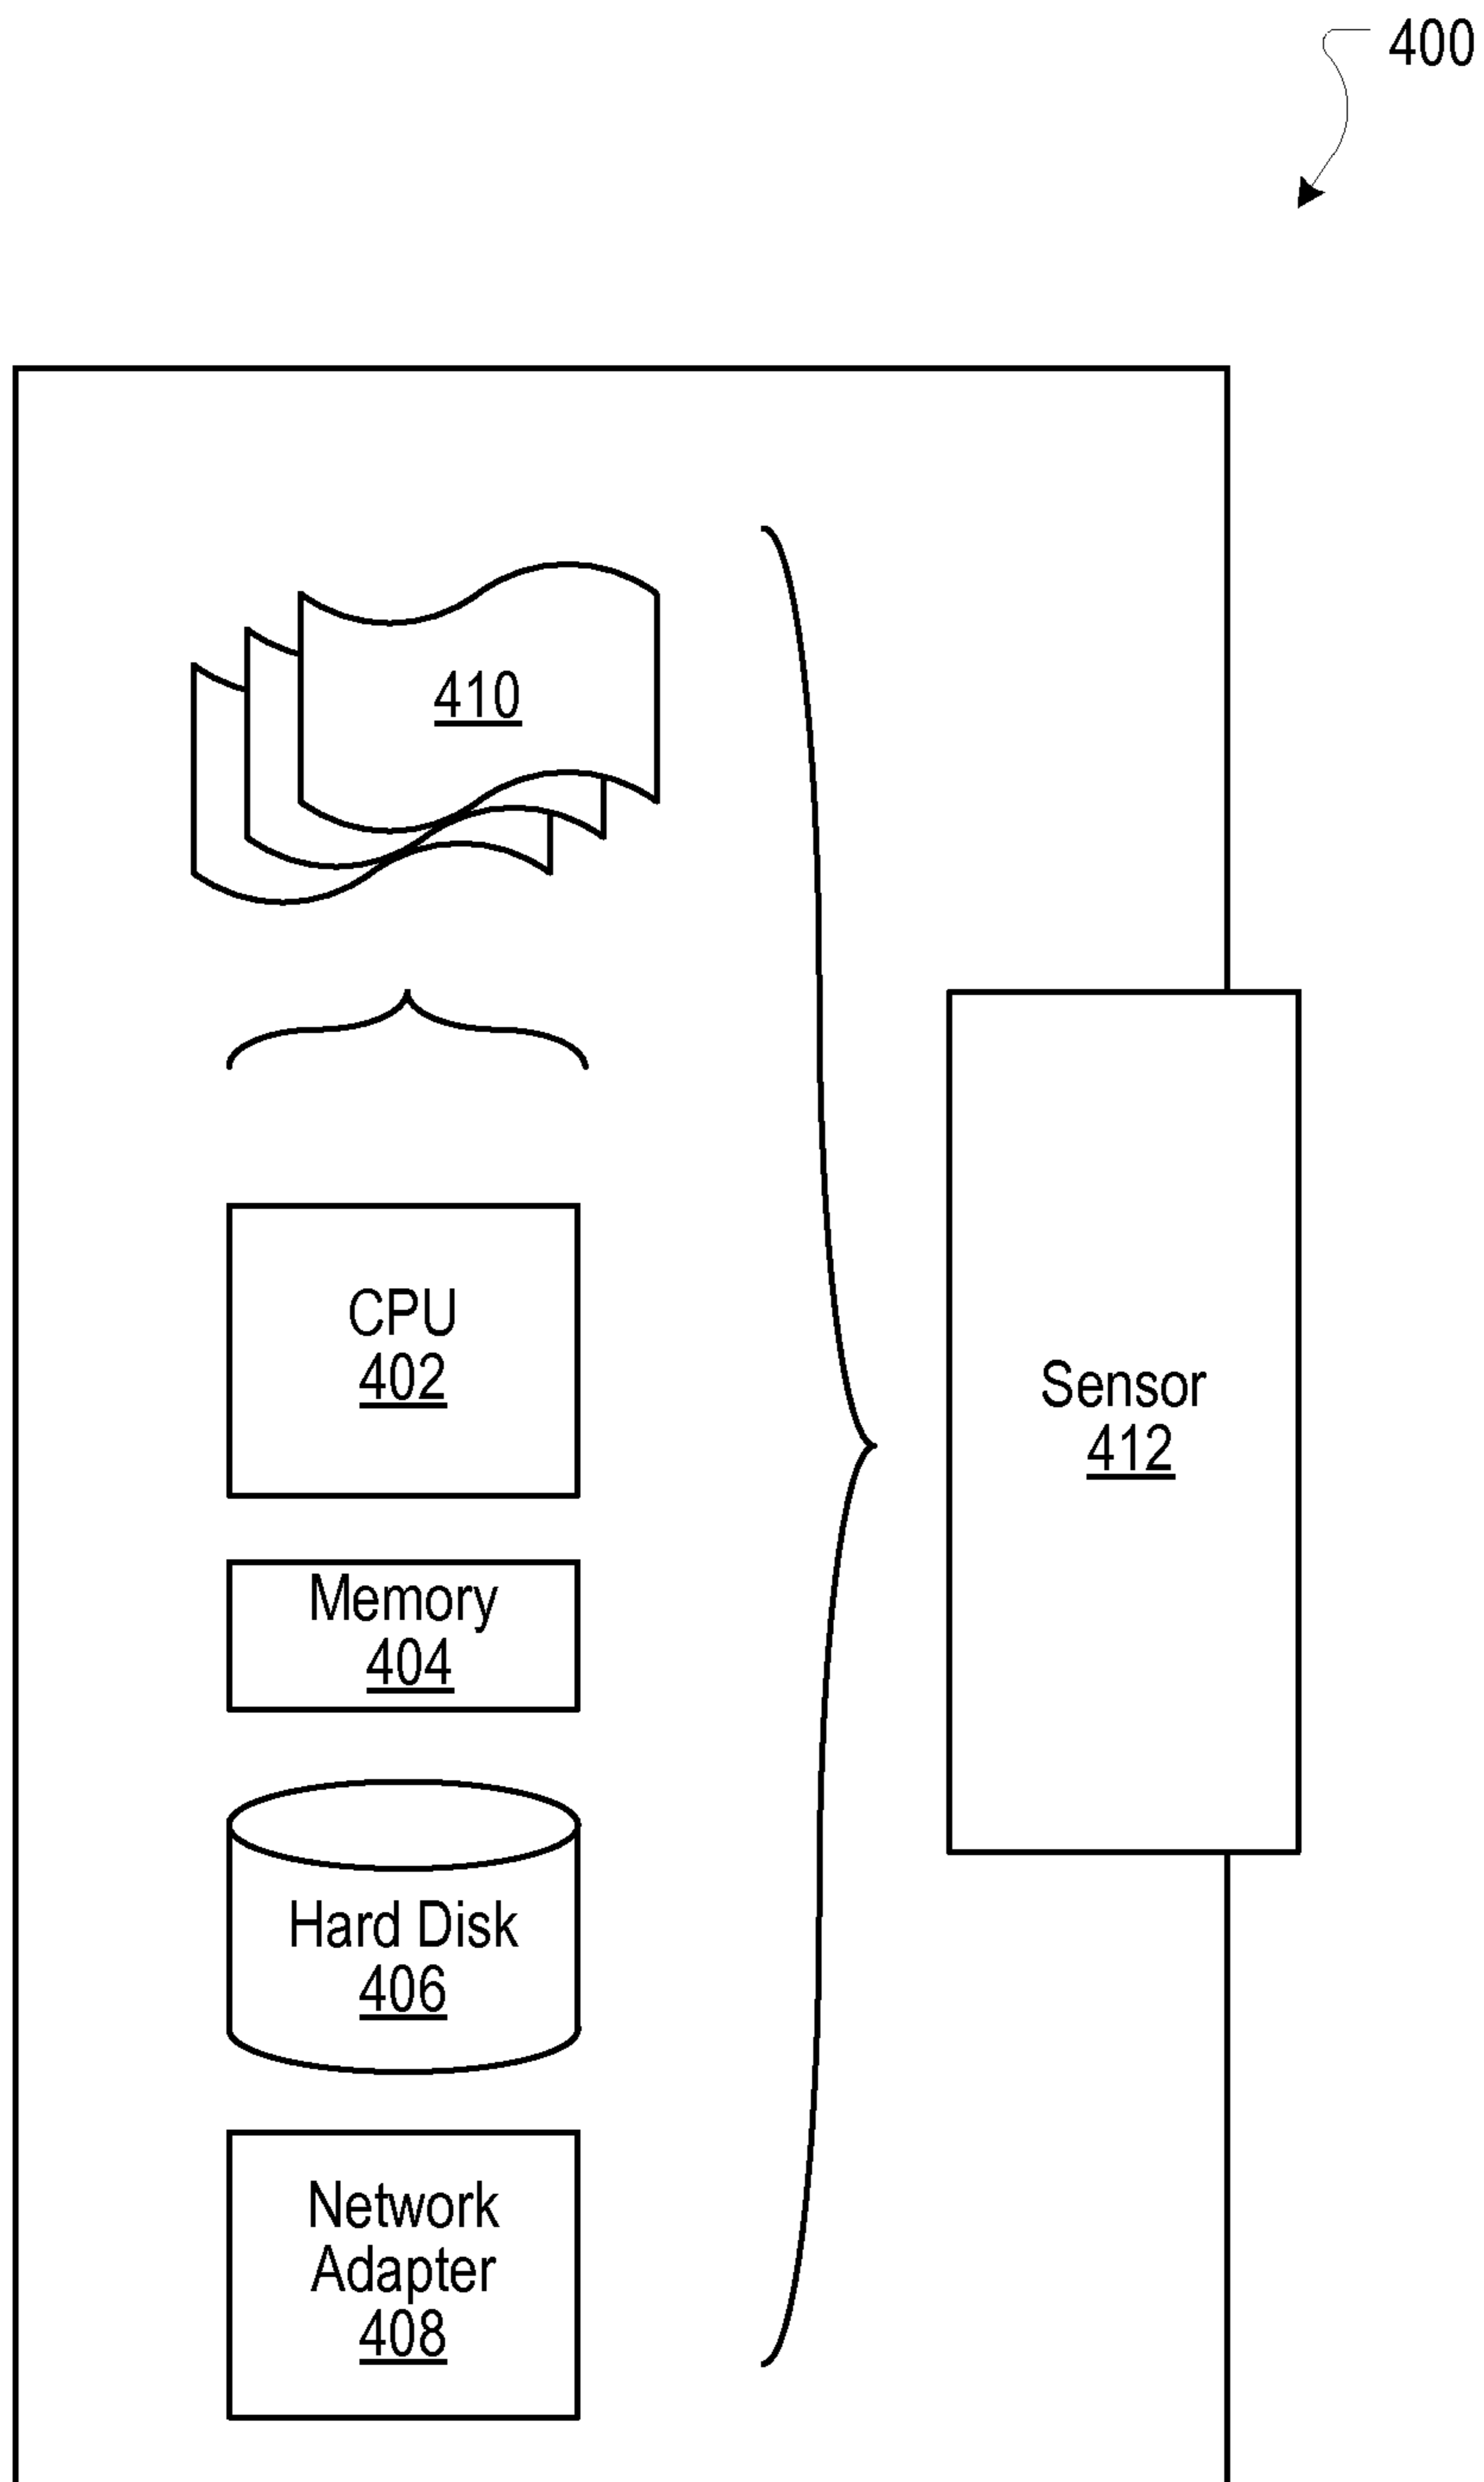 400
410
CPU
402
Sensor
412
Memory
404
Hard Disk
406
Network
Adapter
408